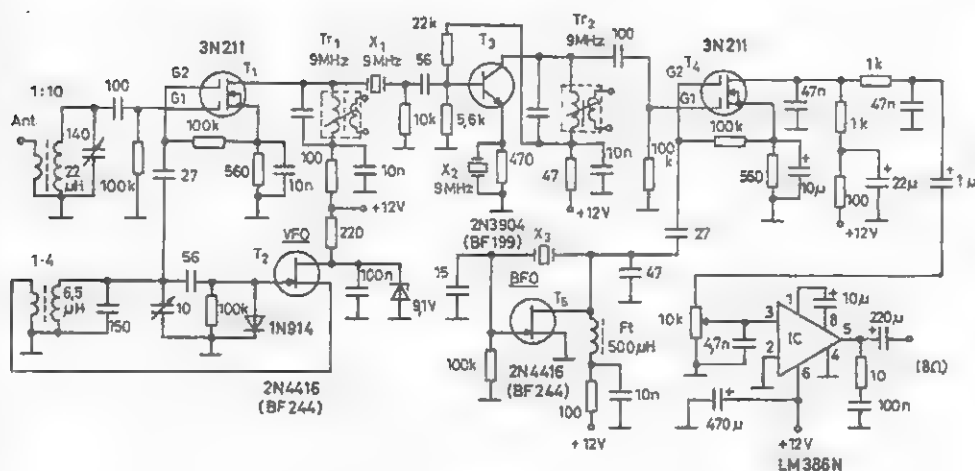 3N211
Tr₁
9MHz
X₁
9MHz
22k
T₃
Tr₂
9MHz
100
3N211
1:10
100
G2
G1
T₁
56
G2
G1
T₄
1k
47n
47n
Ant.
140
22
µH
100k
100k
560
10n
100
10n
10k
5,6k
X₂
9MHz
470
47
10n
100k
100k
560
10µ
1k
100
22µ
1µ
27
+12V
+12V
+12V
220
2N3904
(BF199)
X₃
27
1-4
VFO
T₂
56
6,5
µH
150
10
100k
1N914
100n
9,1V
15
BFO
T₅
47
Ft
500µH
10k
4,7n
3
2
1
10µ
8
IC
5
4
6
220µ
(8Ω)
10
100n
2N4416
(BF244)
100k
2N4416
(BF244)
100
10n
470µ
+12V
+12V
LM386N